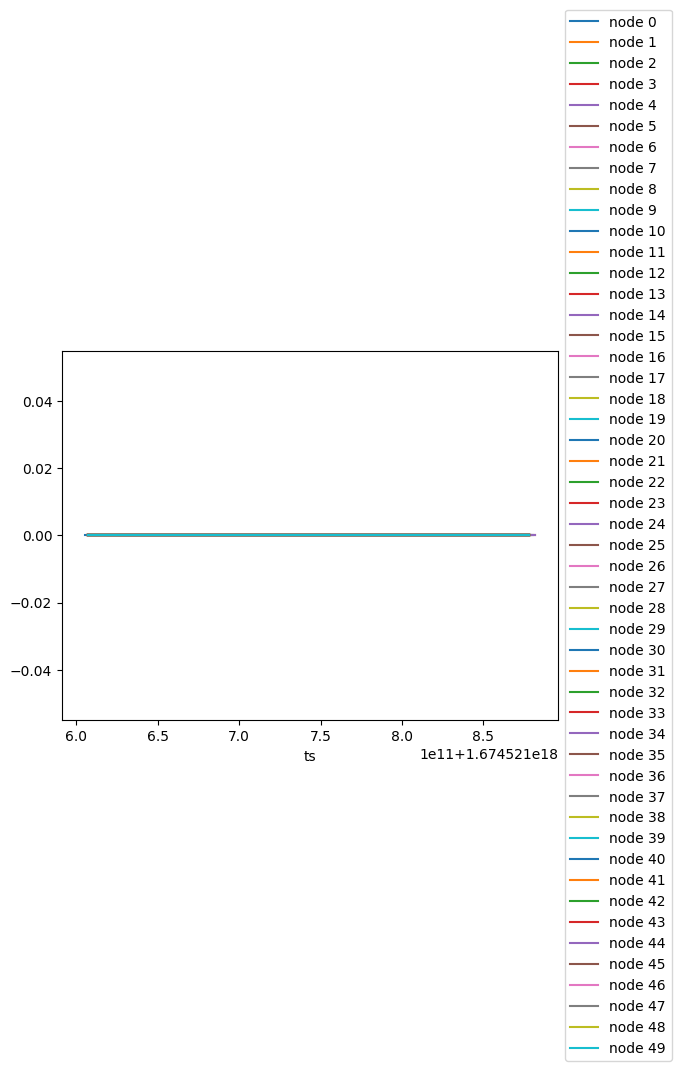 0.04
0.02
0.00
−0.02
−0.04
6.0 6.5 7.0 7.5 8.0 8.5
ts
1e11+1.674521e18
node 0
node 1
node 2
node 3
node 4
node 5
node 6
node 7
node 8
node 9
node 10
node 11
node 12
node 13
node 14
node 15
node 16
node 17
node 18
node 19
node 20
node 21
node 22
node 23
node 24
node 25
node 26
node 27
node 28
node 29
node 30
node 31
node 32
node 33
node 34
node 35
node 36
node 37
node 38
node 39
node 40
node 41
node 42
node 43
node 44
node 45
node 46
node 47
node 48
node 49